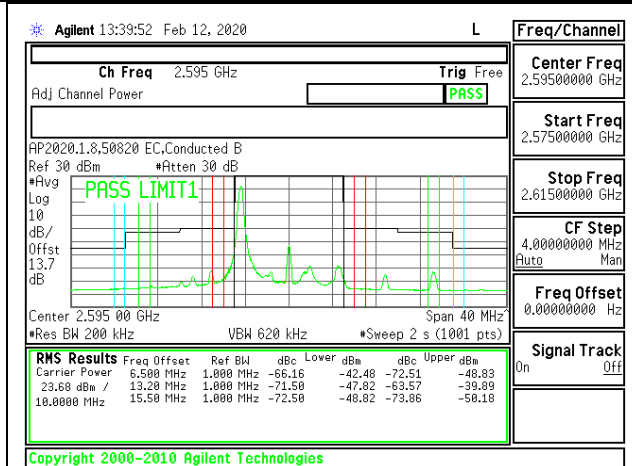 Agilent 13:39:52 Feb 12, 2020 L Freq/Channel
Ch Freq 2.595 GHz Trig Free
Adj Channel Power PASS
AP2020.1.8,50820 EC,Conducted B
Ref 30 dBm #Atten 30 dB
#Avg
Log
10
dB/
Offst
13.7
dB
PASS LIMIT1
Center 2.595 00 GHz Span 40 MHz^
#Res BW 200 kHz VBW 620 kHz #Sweep 2 s (1001 pts)
RMS Results Freq Offset Ref BW dBc Lower dBm dBc Upper dBm
Carrier Power 6.500 MHz 1.000 MHz -66.16 -42.48 -72.51 -48.83
23.68 dBm / 13.20 MHz 1.000 MHz -71.50 -47.82 -63.57 -39.89
10.0000 MHz 15.50 MHz 1.000 MHz -72.50 -48.82 -73.86 -50.18
Copyright 2000-2010 Agilent Technologies
Center Freq
2.59500000 GHz
Start Freq
2.57500000 GHz
Stop Freq
2.61500000 GHz
CF Step
4.00000000 MHz
Auto Man
Freq Offset
0.00000000 Hz
Signal Track
On Off